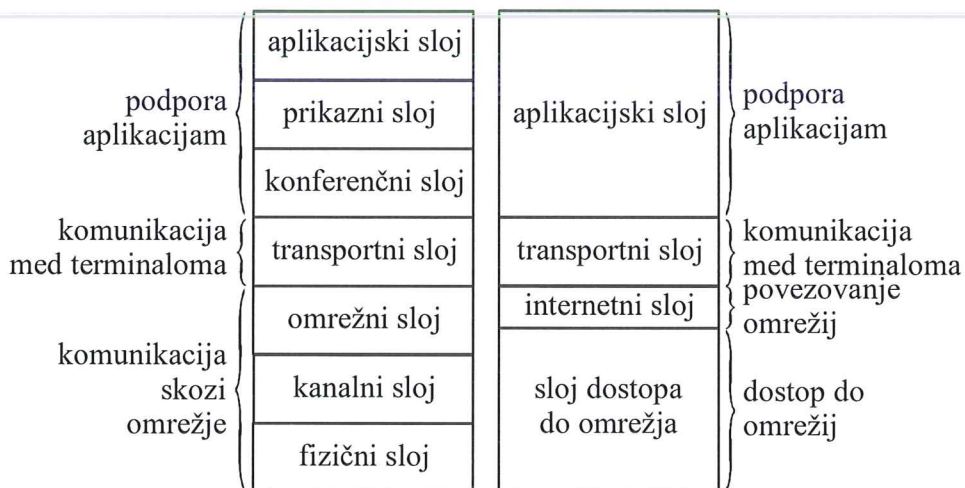 podpora
aplikacijam
komunikacija
med terminaloma
komunikacija
skozi
omrežje
aplikacijski sloj
prikazni sloj
konferenčni sloj
transportni sloj
omrežni sloj
kanalni sloj
fizični sloj
aplikacijski sloj
transportni sloj
internetni sloj
sloj dostopa
do omrežja
podpora
aplikacijam
komunikacija
med terminaloma
povezovanje
omrežij
dostop do
omrežij